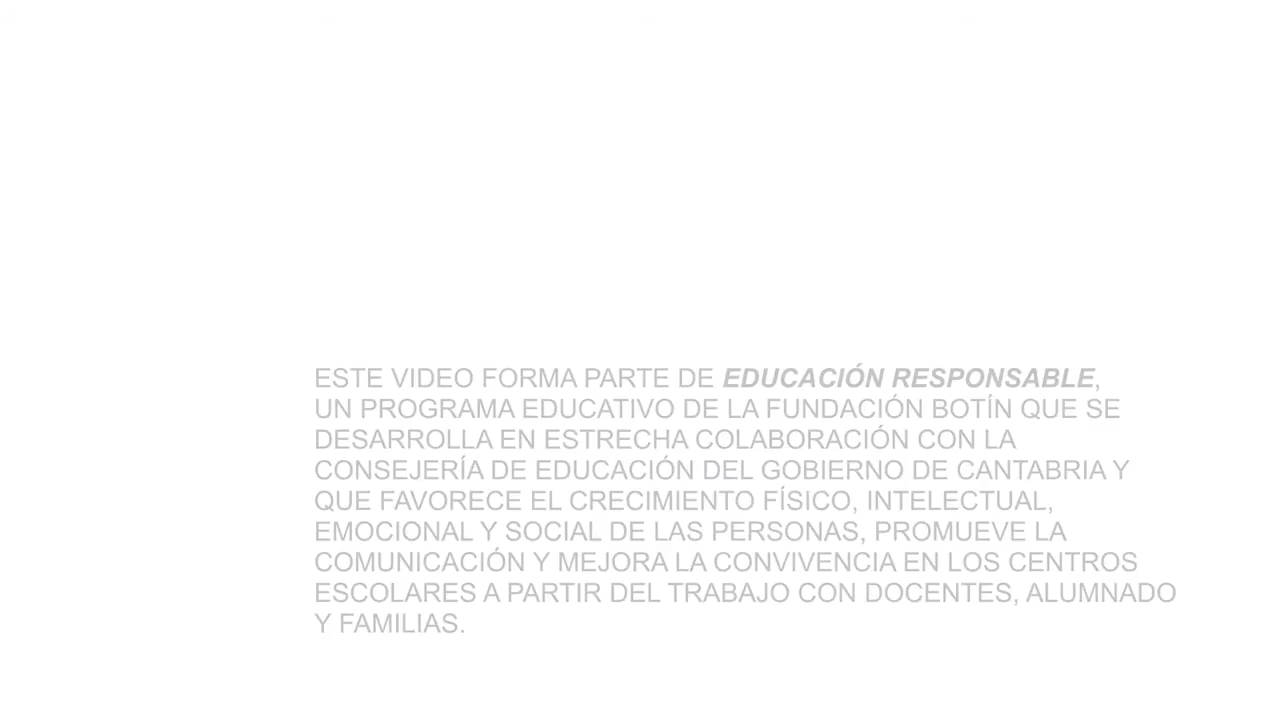 ESTE VIDEO FORMA PARTE DE EDUCACIÓN RESPONSABLE,
UN PROGRAMA EDUCATIVO DE LA FUNDACIÓN BOTÍN QUE SE
DESARROLLA EN ESTRECHA COLABORACIÓN CON LA
CONSEJERÍA DE EDUCACIÓN DEL GOBIERNO DE CANTABRIA Y
QUE FAVORECE EL CRECIMIENTO FÍSICO, INTELECTUAL,
EMOCIONAL Y SOCIAL DE LAS PERSONAS, PROMUEVE LA
COMUNICACIÓN Y MEJORA LA CONVIVENCIA EN LOS CENTROS
ESCOLARES A PARTIR DEL TRABAJO CON DOCENTES, ALUMNADO
Y FAMILIAS.